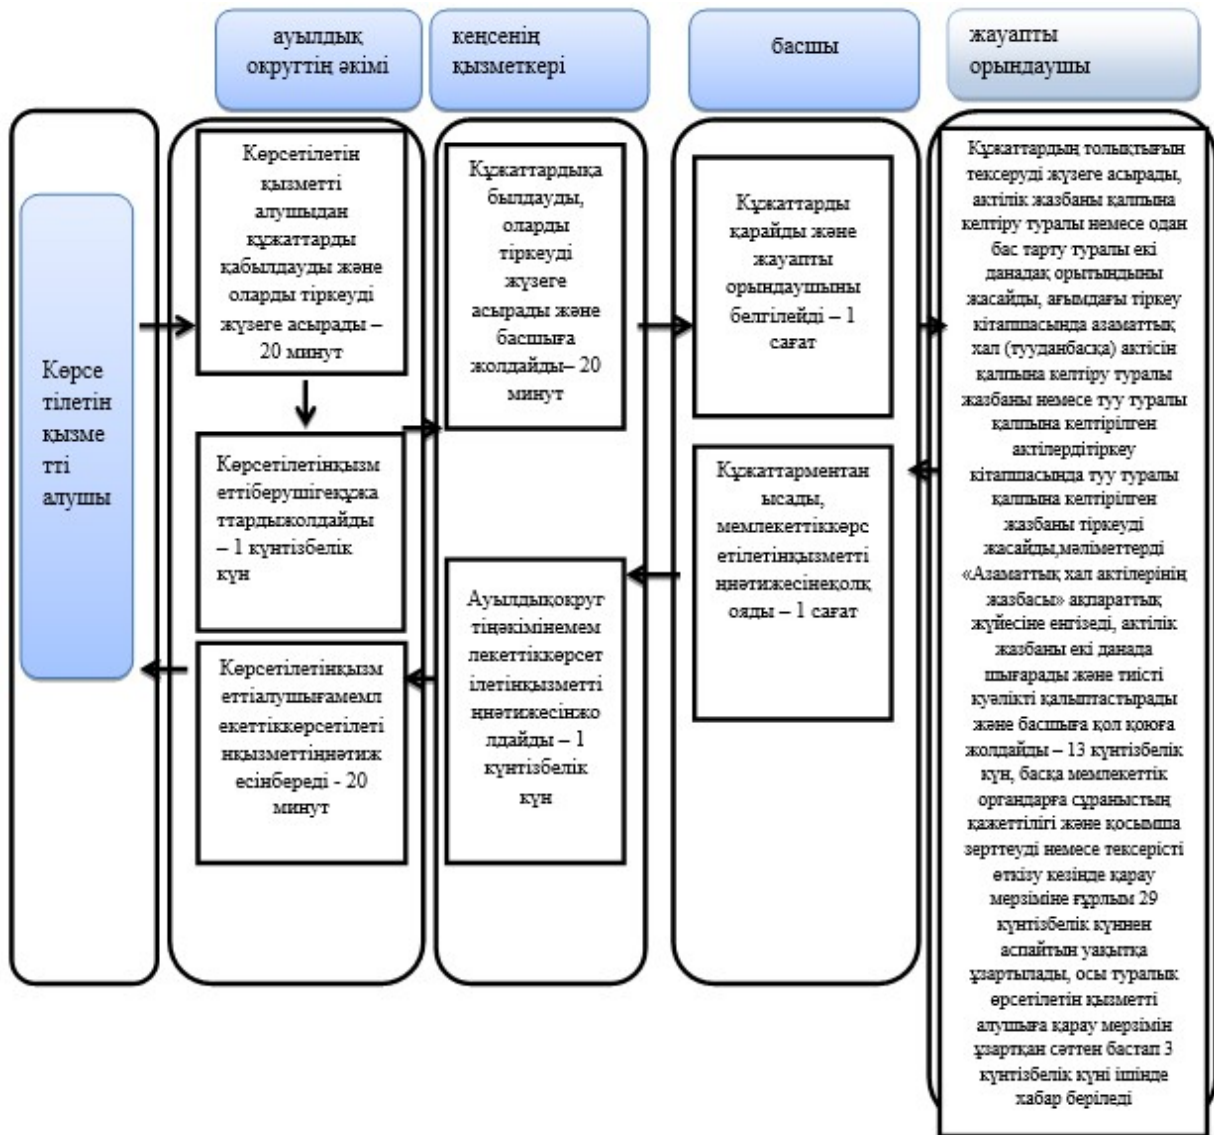 ауылдық
округтің әкімі
кеңсенің
қызметкері
басшы
жауапты
орындаушы
Көрсе
тілетін
қызме
тті
алушы
Көрсетілетін
қызметті
алушыдан
құжаттарды
қабылдауды және
оларды тіркеуді
жүзеге асырады –
20 минут
Көрсетілетінқызм
еттіберушігеқұжа
ттардыжолдайды
– 1 күнтізбелік
күн
Көрсетілетінқызм
еттіалушығамемл
екеттіккөрсетілеті
нқызметтіңнәтиж
есінбереді - 20
минут
Құжаттардықа
былдауды,
оларды
тіркеуді
жүзеге
асырады және
басшыға
жолдайды– 20
минут
Ауылдықокруг
тіңәкімінемем
лекеттіккөрсет
ілетінқызметті
ңнәтижесінжо
лдайды – 1
күнтізбелік
күн
Құжаттарды
қарайды және
жауапты
орындаушыны
белгілейді – 1
сағат
Құжаттарментан
ысады,
мемлекеттіккөрс
етілетінқызметті
ңнәтижесінеқолқ
ояды – 1 сағат
Құжаттардың толықтығын
тексеруді жүзеге асырады,
актілік жазбаны қалпына
келтіру туралы немесе одан
бас тарту туралы екі
данадақ орытындыны
жасайды, ағымдағы тіркеу
кітапшасында азаматтық
хал (тууданбасқа) актісін
қалпына келтіру туралы
жазбаны немесе туу туралы
қалпына келтірілген
актілердітіркеу
кітапшасында туу туралы
қалпына келтірілген
жазбаны тіркеуді
жасайды,мәліметтерді
«Азаматтық хал актілерінің
жазбасы» ақпараттық
жүйесіне енгізеді, актілік
жазбаны екі данада
шығарады және тиісті
куәлікті қалыптастырады
және басшыға қол қоюға
жолдайды – 13 күнтізбелік
күн, басқа мемлекеттік
органдарға сұраныстың
қажеттілігі және қосымша
зерттеуді немесе тексерісті
өткізу кезінде қарау
мерзіміне ғұрлым 29
күнтізбелік күннен
аспайтын уақытқа
ұзартылады, осы туралык
өрсетілетін қызметті
алушыға қарау мерзімін
ұзартқан сәттен бастап 3
күнтізбелік күні ішінде
хабар беріледі